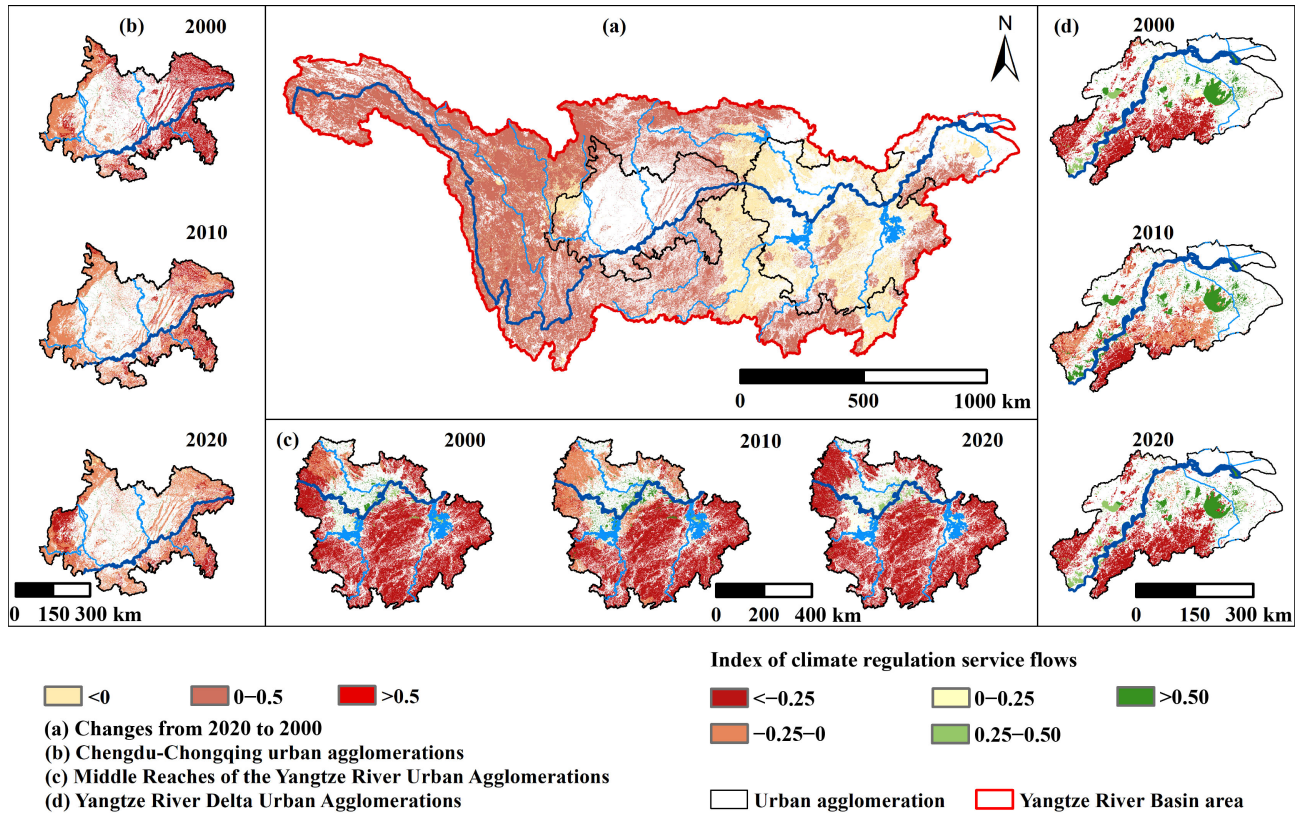 (b)
2000
2010
2020
0 150 300 km
(a)
N
0 500 1000 km
(c)
2000
2010
2020
0 200 400 km
(d)
2000
2010
2020
0 150 300 km
<0
0−0.5
>0.5
(a) Changes from 2020 to 2000
(b) Chengdu-Chongqing urban agglomerations
(c) Middle Reaches of the Yangtze River Urban Agglomerations
(d) Yangtze River Delta Urban Agglomerations
Index of climate regulation service flows
<−0.25
0−0.25
>0.50
−0.25−0
0.25−0.50
Urban agglomeration
Yangtze River Basin area